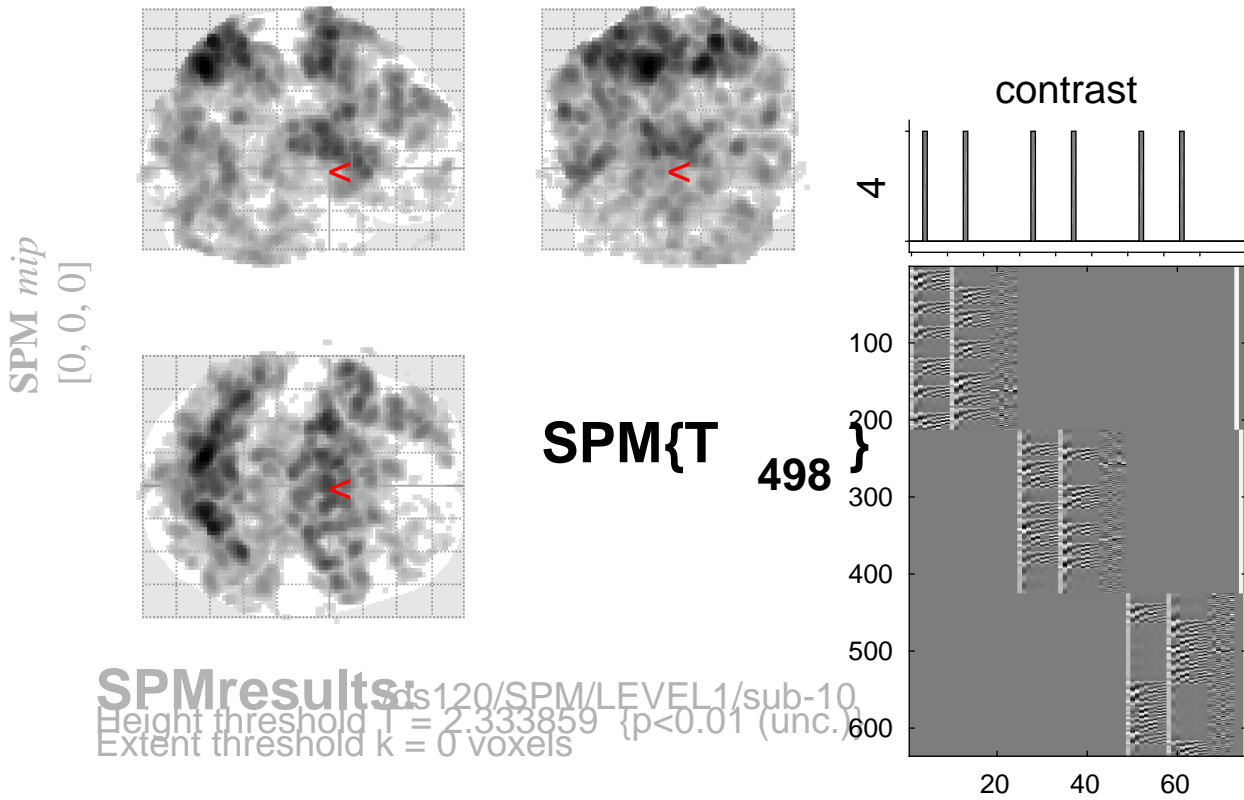 contrast
4
SPM mip
[0, 0, 0]
<
<
<
SPM{T 498 }
100
200
300
400
500
600
20 40 60
SPMresults: /ds120/SPM/LEVEL1/sub-10
Height threshold T = 2.333859 {p<0.01 (unc.)}
Extent threshold k = 0 voxels